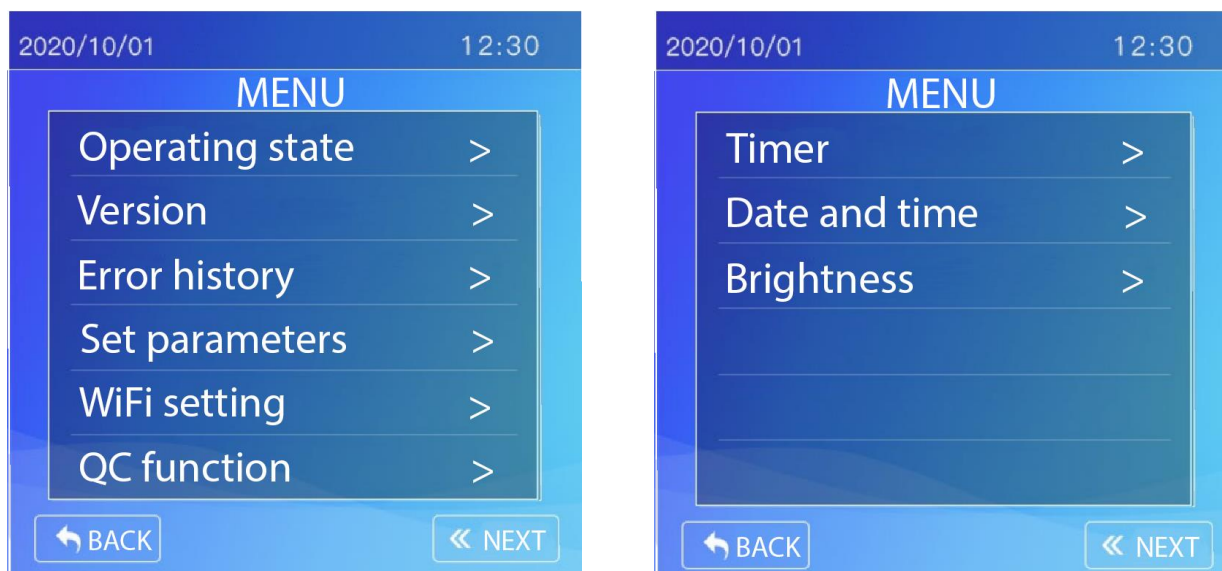 2020/10/01 12:30
MENU
Operating state >
Version >
Error history >
Set parameters >
WiFi setting >
QC function >
BACK « NEXT
2020/10/01 12:30
MENU
Timer >
Date and time >
Brightness >
BACK « NEXT